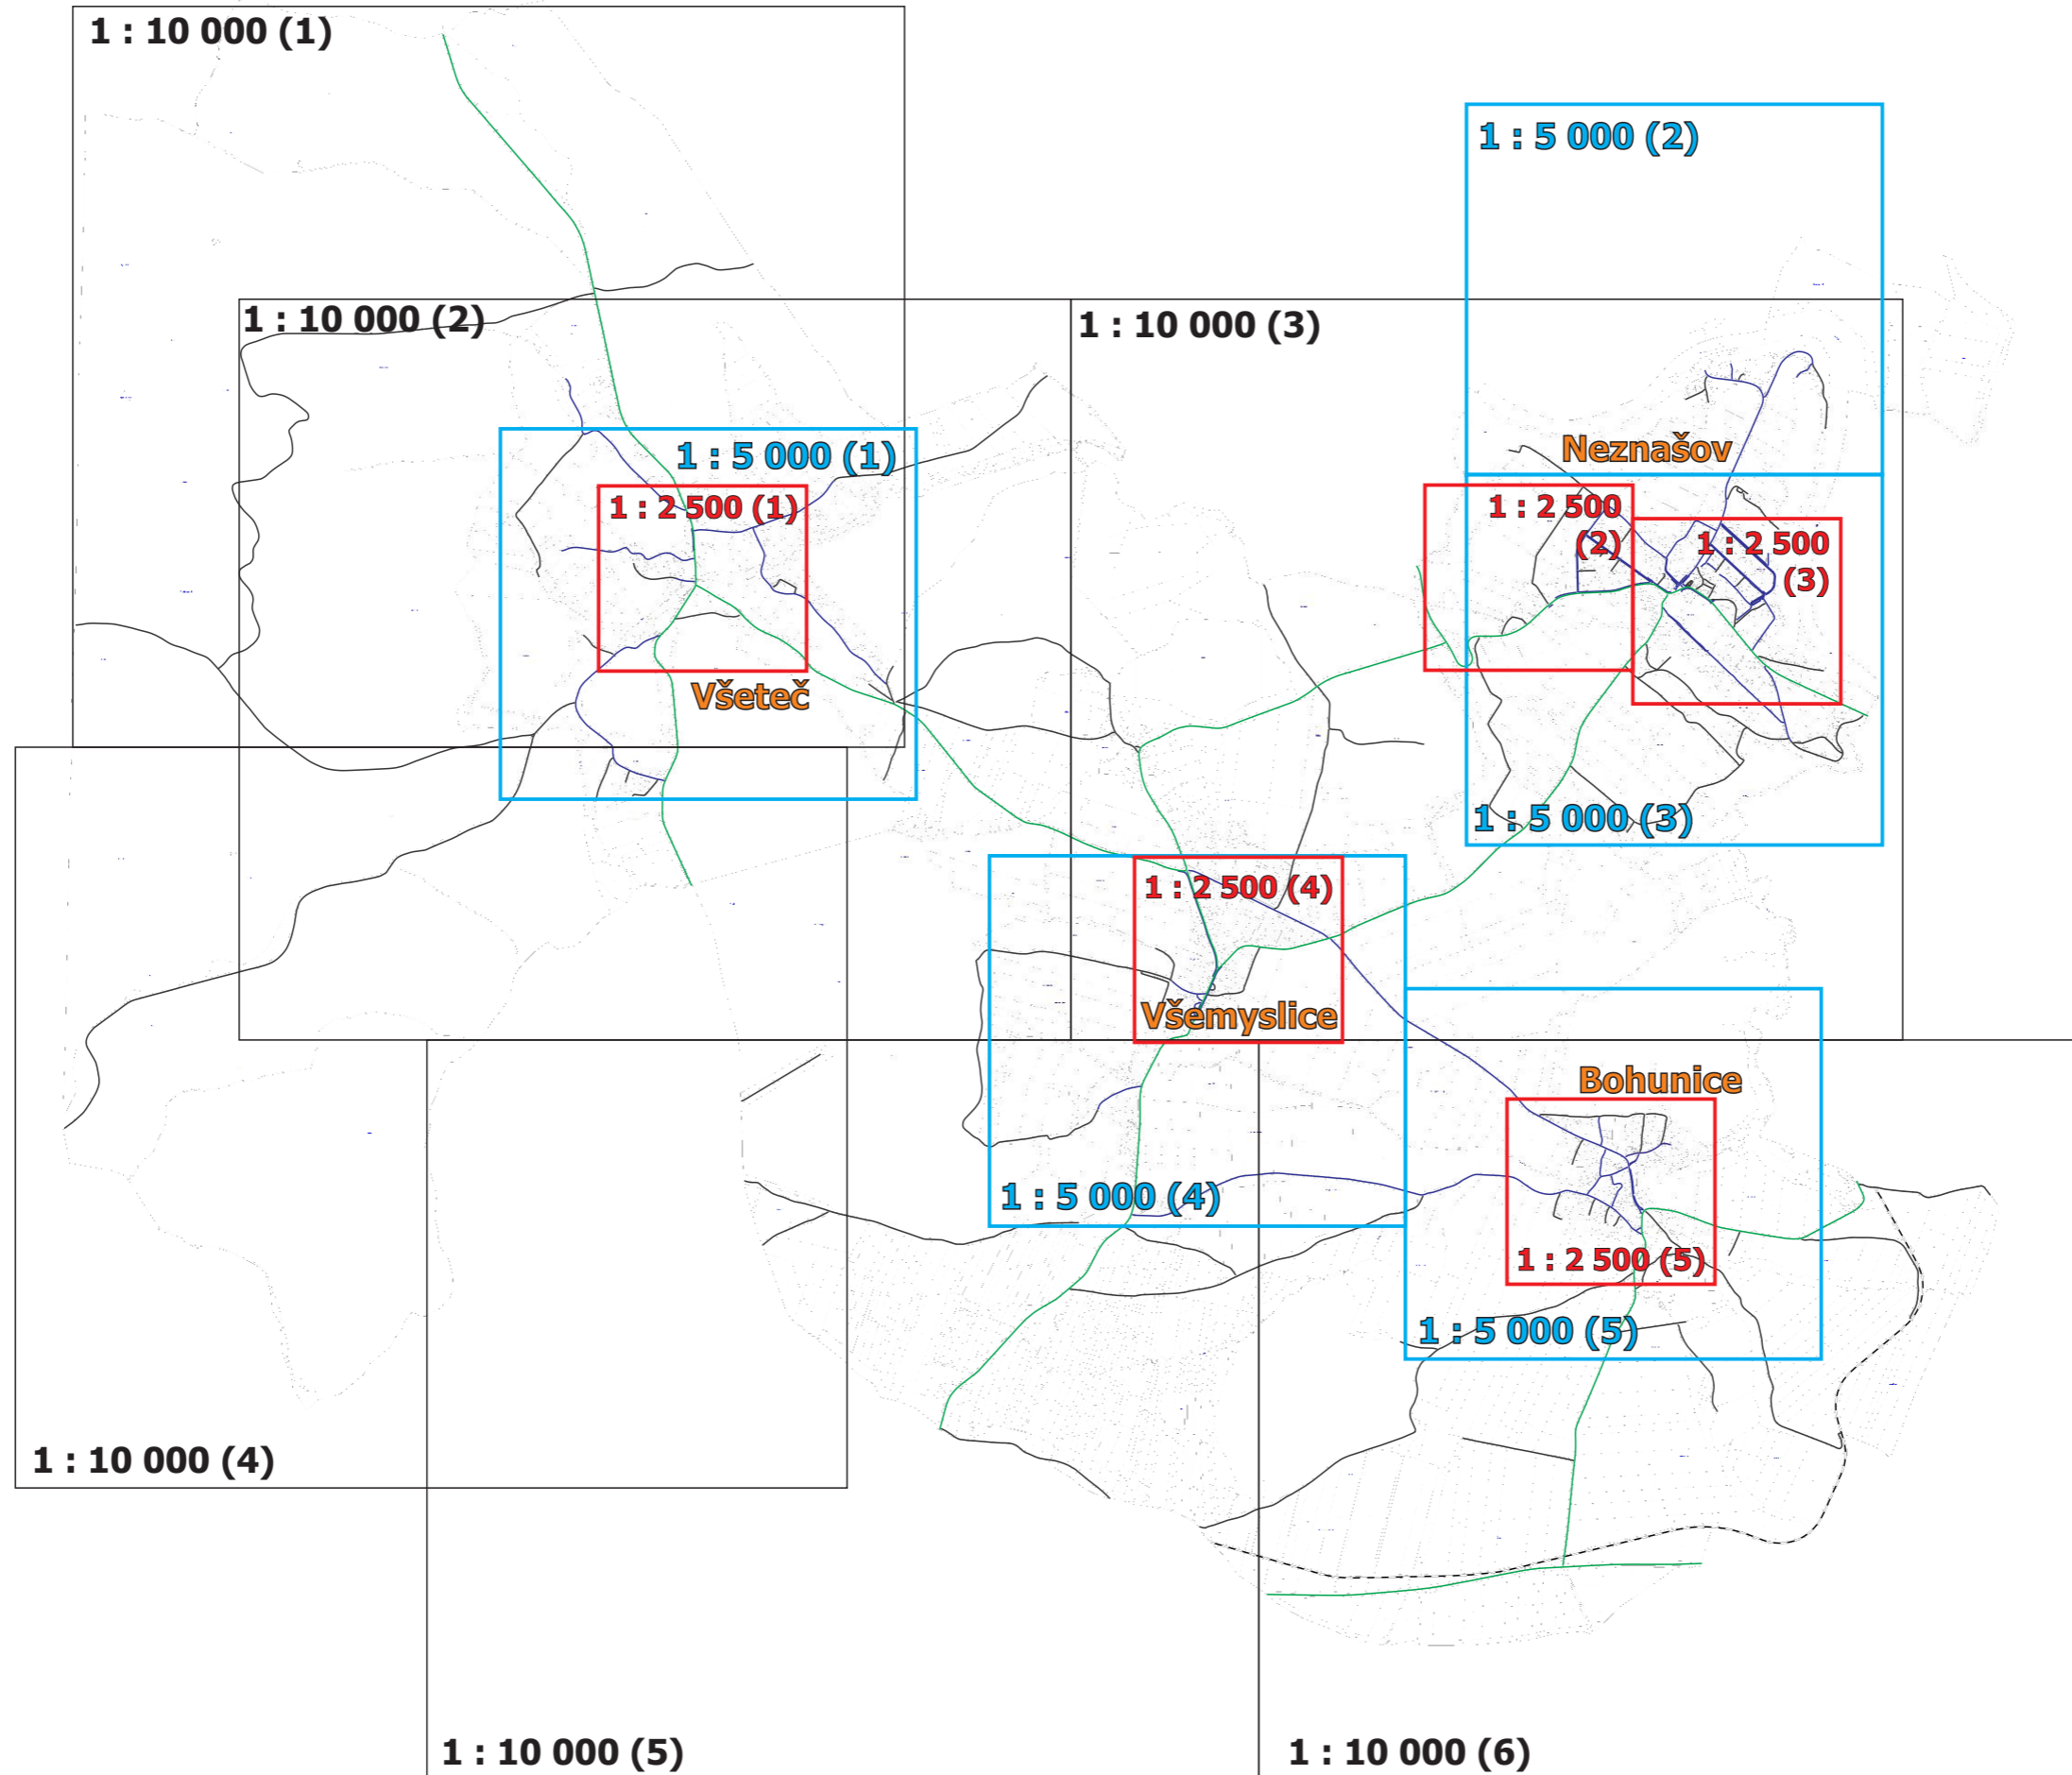 1 : 10 000 (1)
1 : 5 000 (2)
1 : 10 000 (2)
1 : 10 000 (3)
Neznašov
1 : 5 000 (1)
1 : 2 500 (1)
1 : 2 500
(2)
1 : 2 500
(3)
Všeteč
1 : 5 000 (3)
1 : 2 500 (4)
Všemyslice
Bohunice
1 : 5 000 (4)
1 : 2 500 (5)
1 : 5 000 (5)
1 : 10 000 (4)
1 : 10 000 (5)
1 : 10 000 (6)